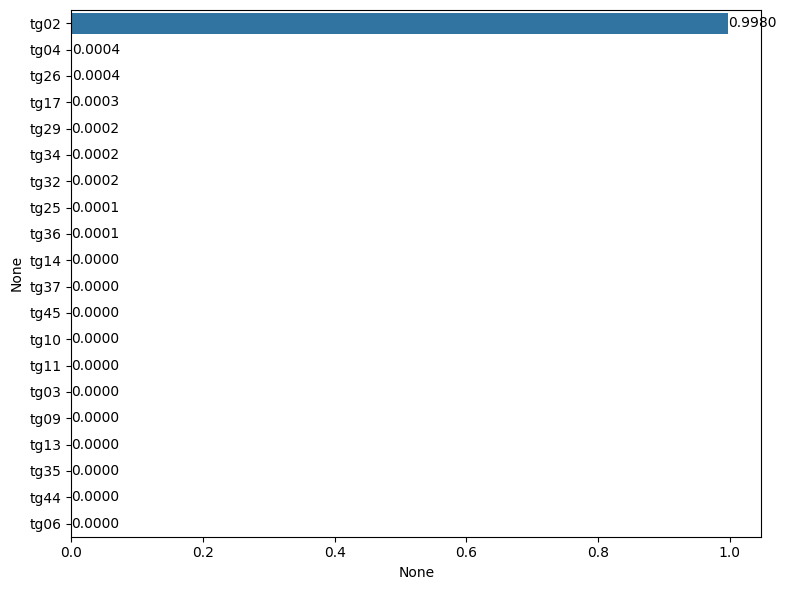 tg02 0.9980
tg04 0.0004
tg26 0.0004
tg17 0.0003
tg29 0.0002
tg34 0.0002
tg32 0.0002
tg25 0.0001
tg36 0.0001
tg14 0.0000
tg37 0.0000
tg45 0.0000
tg10 0.0000
tg11 0.0000
tg03 0.0000
tg09 0.0000
tg13 0.0000
tg35 0.0000
tg44 0.0000
tg06 0.0000
None
0.0 0.2 0.4 0.6 0.8 1.0
None